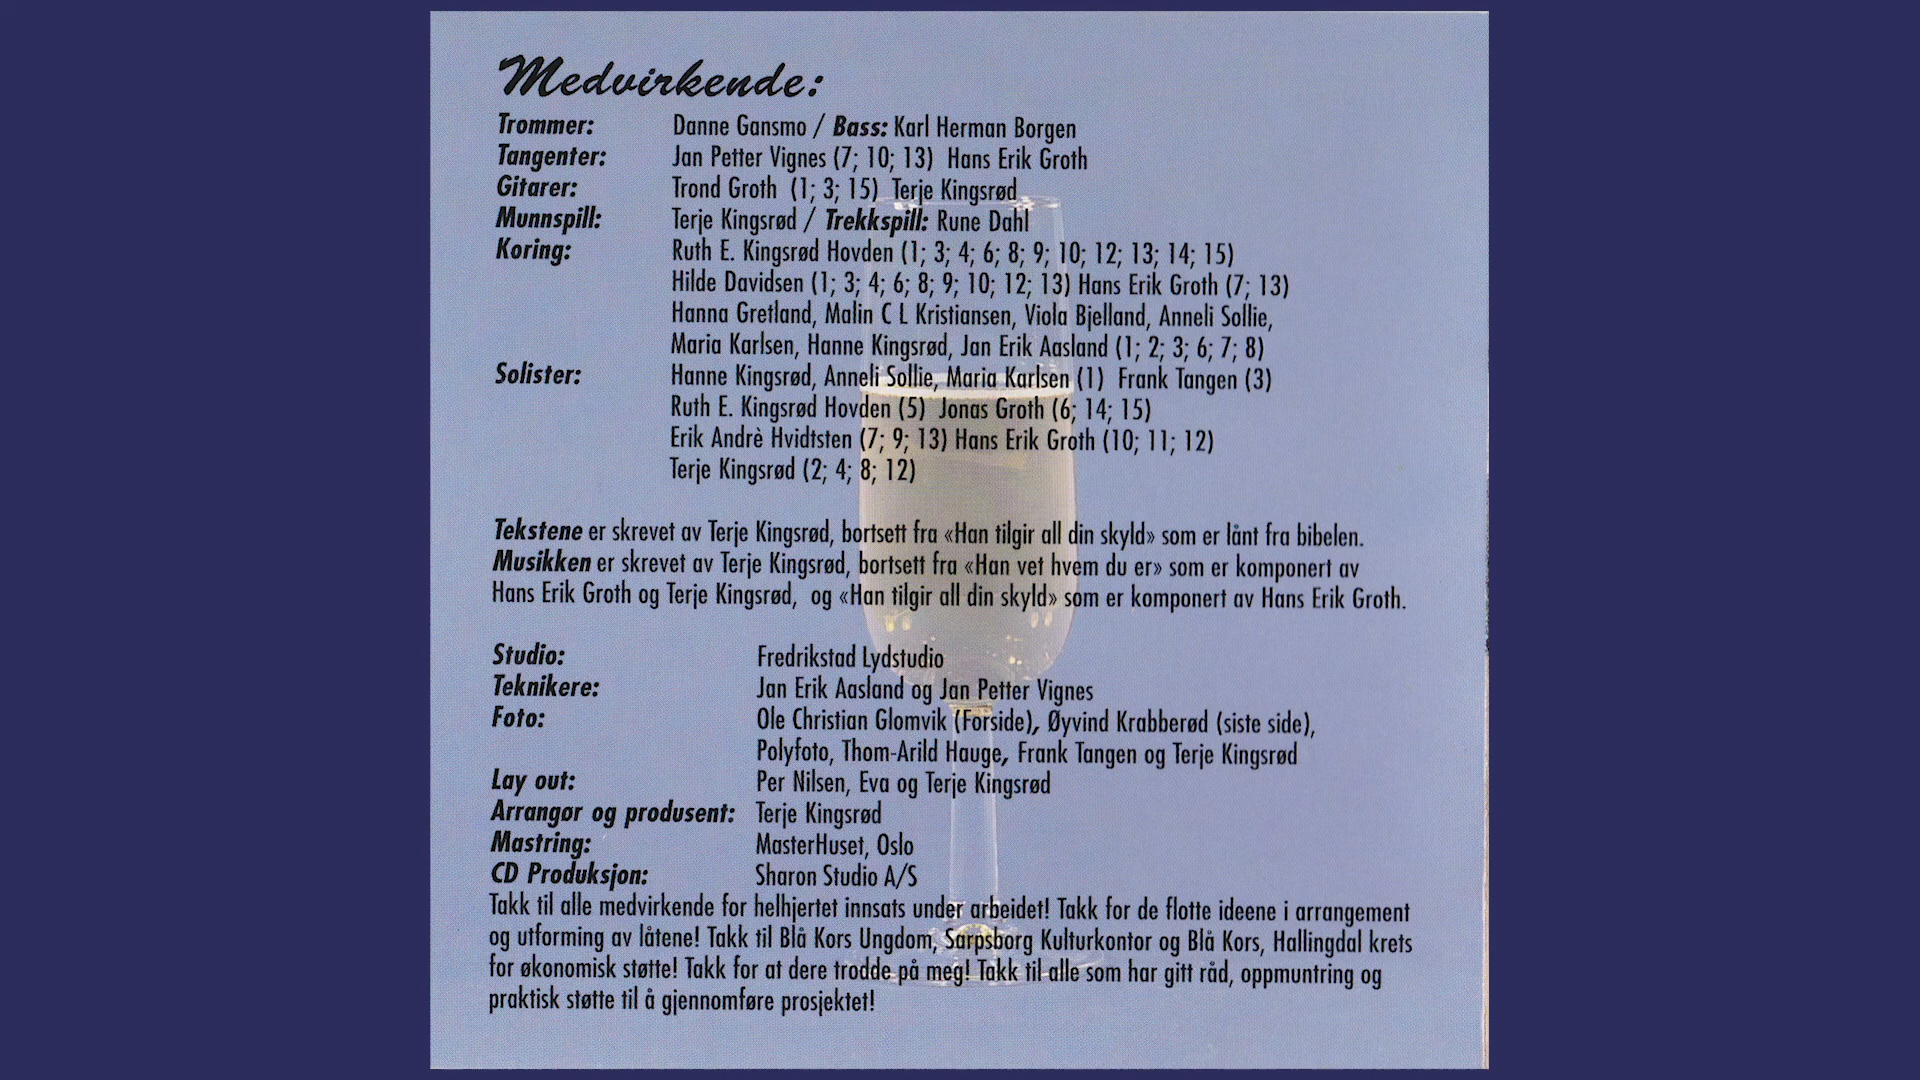 Medvirkende:
Trommer: Danne Gansmo / Bass: Karl Herman Borgen
Tangenter: Jan Petter Vignes (7; 10; 13) Hans Erik Groth
Gitarer: Trond Groth (1; 3; 15) Terje Kingsrød
Munnspill: Terje Kingsrød / Trekkspill: Rune Dahl
Koring: Ruth E. Kingsrød Hovden (1; 3; 4; 6; 8; 9; 10; 12; 13; 14; 15)
Hilde Davidsen (1; 3; 4; 6; 8; 9; 10; 12; 13) Hans Erik Groth (7; 13)
Hanna Gretland, Malin C L Kristiansen, Viola Bjelland, Anneli Sollie,
Maria Karlsen, Hanne Kingsrød, Jan Erik Aasland (1; 2; 3; 6; 7; 8)
Solister: Hanne Kingsrød, Anneli Sollie, Maria Karlsen (1) Frank Tangen (3)
Ruth E. Kingsrød Hovden (5) Jonas Groth (6; 14; 15)
Erik Andrè Hvidtsten (7; 9; 13) Hans Erik Groth (10; 11; 12)
Terje Kingsrød (2; 4; 8; 12)
Tekstene er skrevet av Terje Kingsrød, bortsett fra «Han tilgir all din skyld» som er lånt fra bibelen.
Musikken er skrevet av Terje Kingsrød, bortsett fra «Han vet hvem du er» som er komponert av
Hans Erik Groth og Terje Kingsrød, og «Han tilgir all din skyld» som er komponert av Hans Erik Groth.
Studio: Fredrikstad Lydstudio
Teknikere: Jan Erik Aasland og Jan Petter Vignes
Foto: Ole Christian Glomvik (Forside), Øyvind Krabberød (siste side),
Polyfoto, Thom-Arild Hauge, Frank Tangen og Terje Kingsrød
Lay out: Per Nilsen, Eva og Terje Kingsrød
Arrangør og produsent: Terje Kingsrød
Mastring: MasterHuset, Oslo
CD Produksjon: Sharon Studio A/S
Takk til alle medvirkende for helhjertet innsats under arbeidet! Takk for de flotte ideene i arrangement
og utforming av låtene! Takk til Blå Kors Ungdom, Sarpsborg Kulturkontor og Blå Kors, Hallingdal krets
for økonomisk støtte! Takk for at dere trodde på meg! Takk til alle som har gitt råd, oppmuntring og
praktisk støtte til å gjennomføre prosjektet!